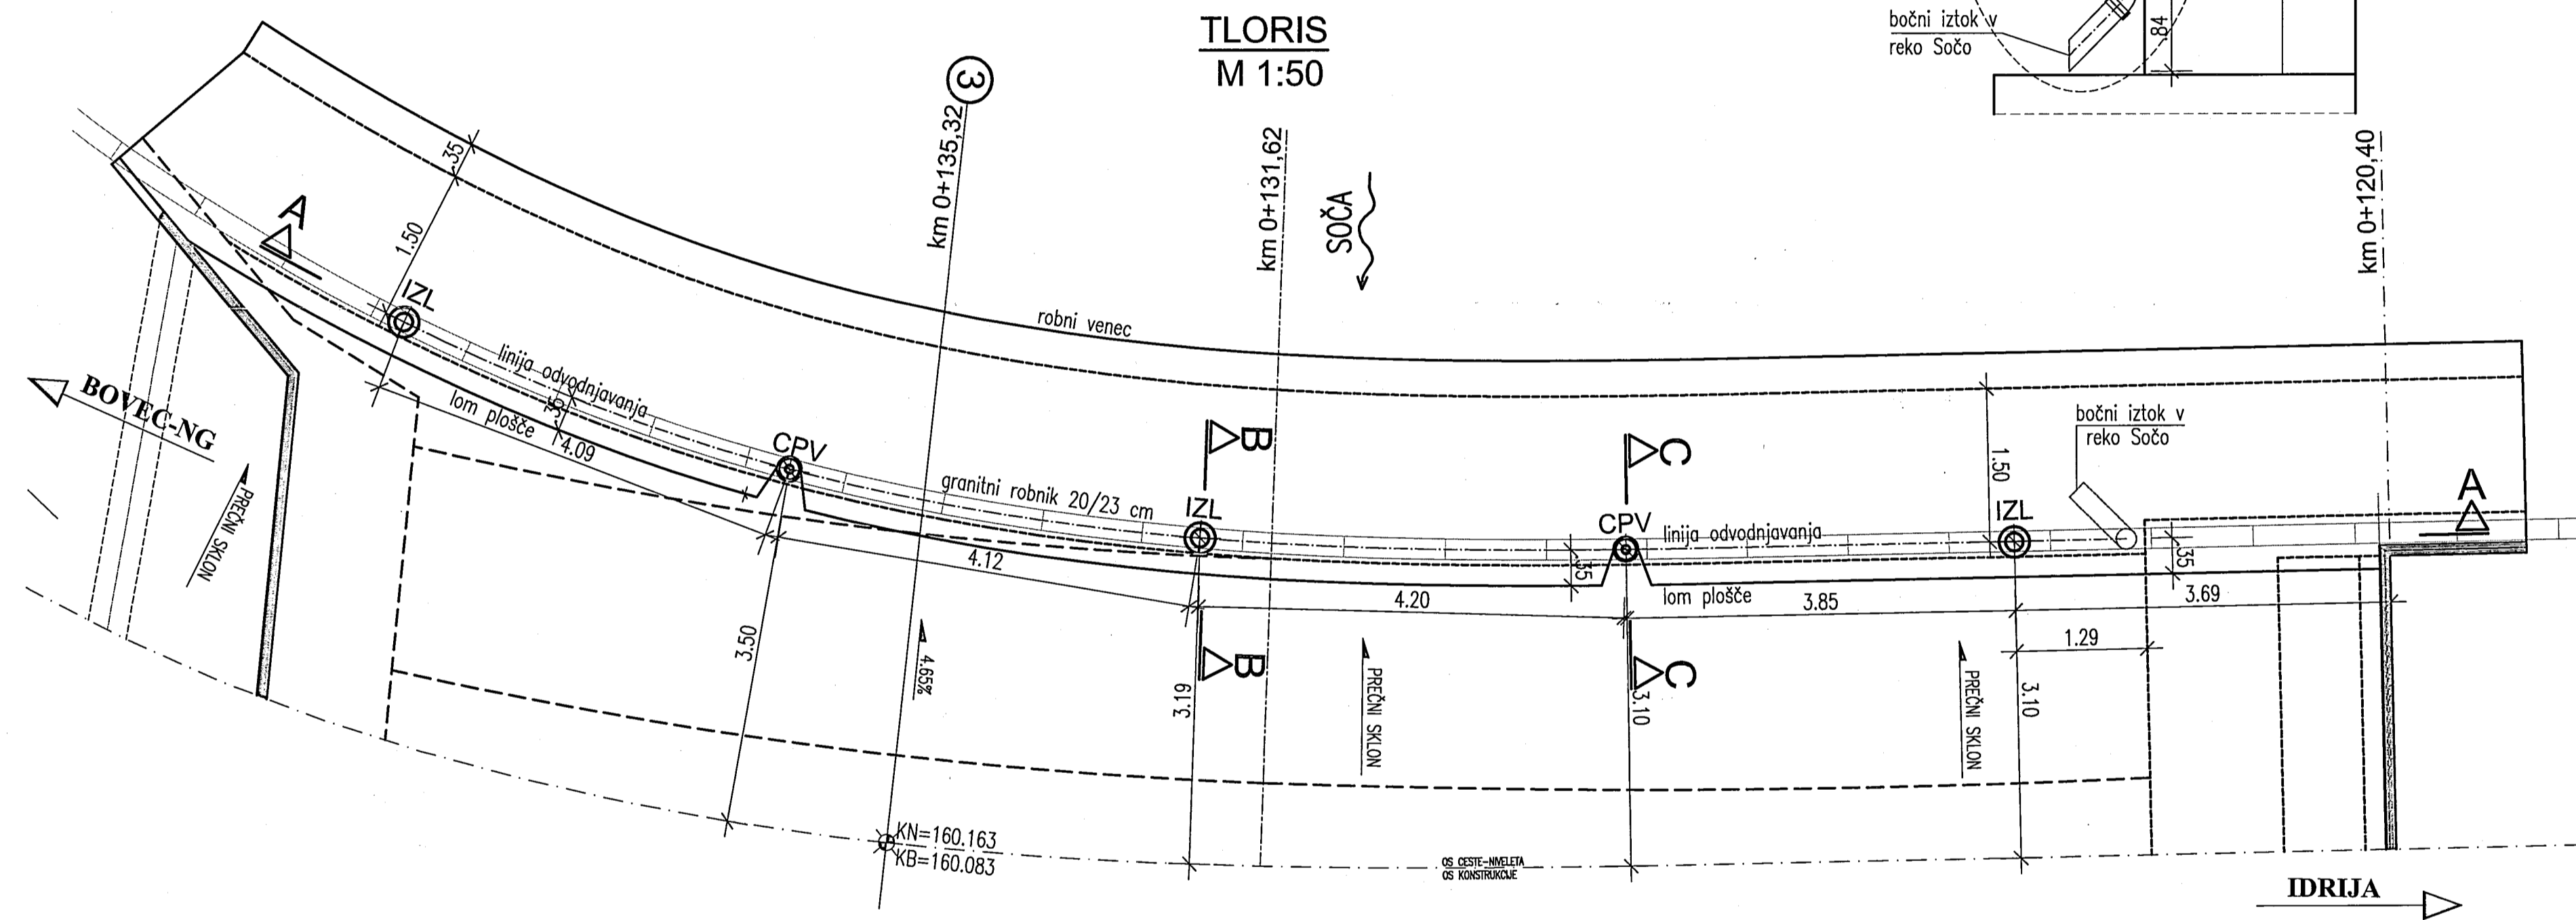 TLORIS
M 1:50
bočni iztok v
reko Sočo
.84
3
km 0+135,32
km 0+131,62
SOČA
km 0+120,40
.35
1.50
A
IZL
robni venec
linija odvodnjavanja
.35
lom plošče
4.09
BOVEC-NG
PREČNI SKLON
CPV
granitni robnik 20/23 cm
4.12
B
IZL
C
CPV
linija odvodnjavanja
.35
lom plošče
1.50
IZL
bočni iztok v
reko Sočo
A
.35
4.20
3.85
3.69
1.29
3.50
4.65%
B
3.19
PREČNI SKLON
C
3.10
PREČNI SKLON
3.10
KN=160.163
KB=160.083
OS CESTE-NIVELETA
OS KONSTRUKCIJE
IDRIJA